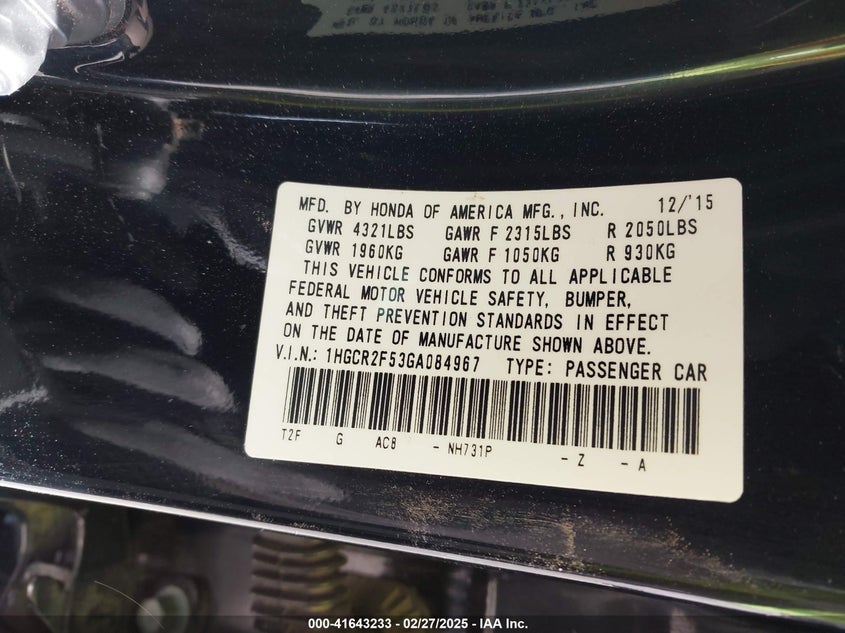 MFD. BY HONDA OF AMERICA MFG., INC. 12/'15
GVWR 4321LBS GAWR F 2315LBS R 2050LBS
GVWR 1960KG GAWR F 1050KG R 930KG
THIS VEHICLE CONFORMS TO ALL APPLICABLE
FEDERAL MOTOR VEHICLE SAFETY, BUMPER,
AND THEFT PREVENTION STANDARDS IN EFFECT
ON THE DATE OF MANUFACTURE SHOWN ABOVE.
V.I.N.: 1HGCR2F53GA084967 TYPE: PASSENGER CAR
T2F G AC8 - NH731P - Z - A
000-41643233 - 02/27/2025 - IAA Inc.